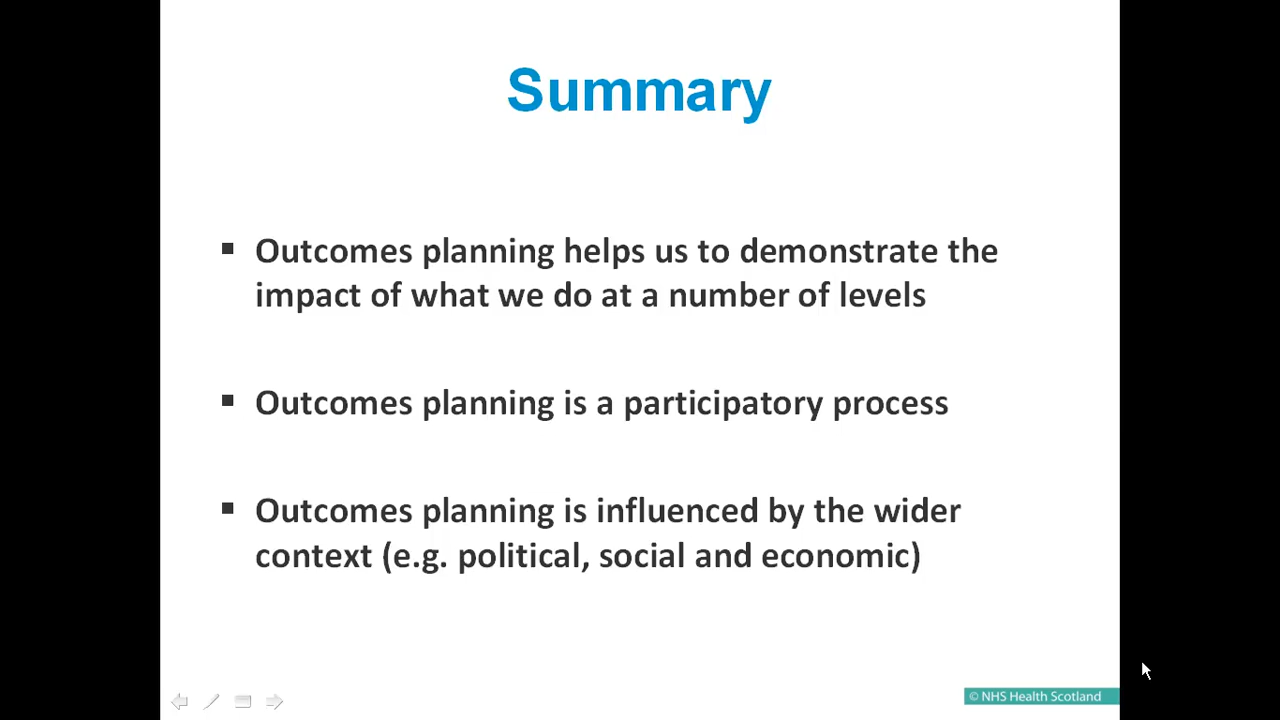 Summary
▪ Outcomes planning helps us to demonstrate the
impact of what we do at a number of levels
▪ Outcomes planning is a participatory process
▪ Outcomes planning is influenced by the wider
context (e.g. political, social and economic)
© NHS Health Scotland